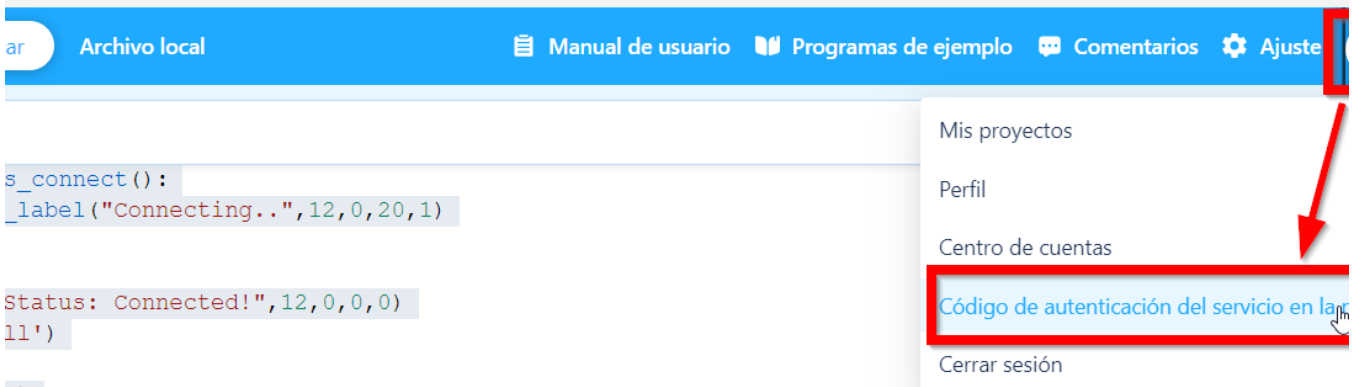 ar Archivo local Manual de usuario Programas de ejemplo Comentarios Ajuste
Mis proyectos
s_connect():
Perfil
_label("Connecting..",12,0,20,1)
Centro de cuentas
Status: Connected!",12,0,0,0)
Código de autenticación del servicio en la
ll')
Cerrar sesión